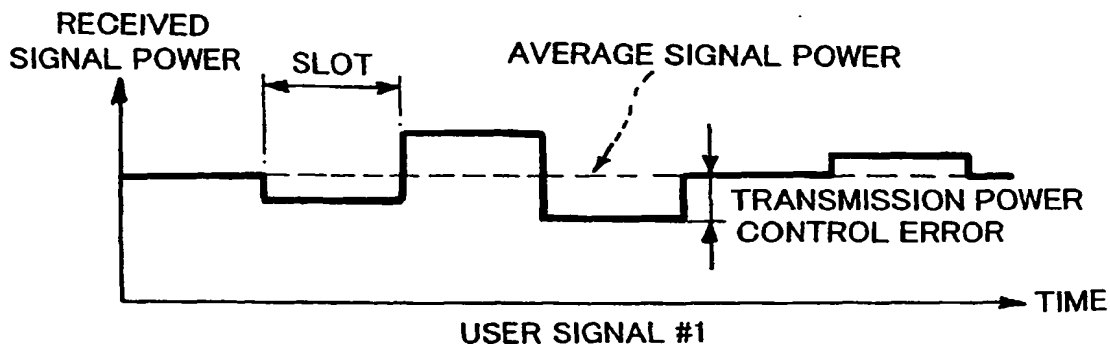 RECEIVED
SIGNAL POWER
SLOT
AVERAGE SIGNAL POWER
TRANSMISSION POWER
CONTROL ERROR
TIME
USER SIGNAL #1